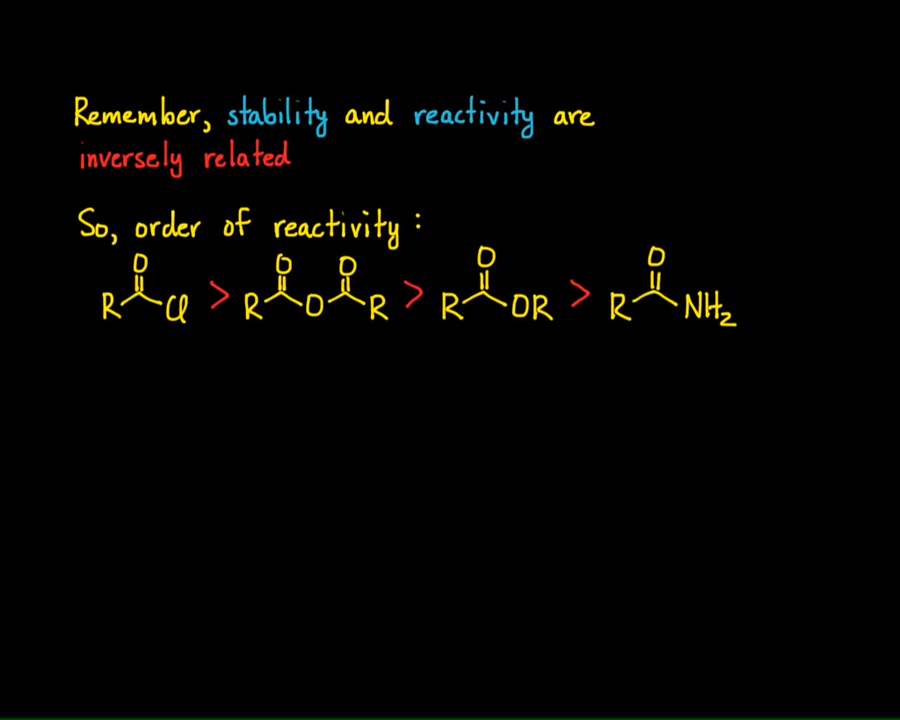 Remember, stability and reactivity are
inversely related
So, order of reactivity:
O O O O O
R Cl > R O R > R OR > R NH2